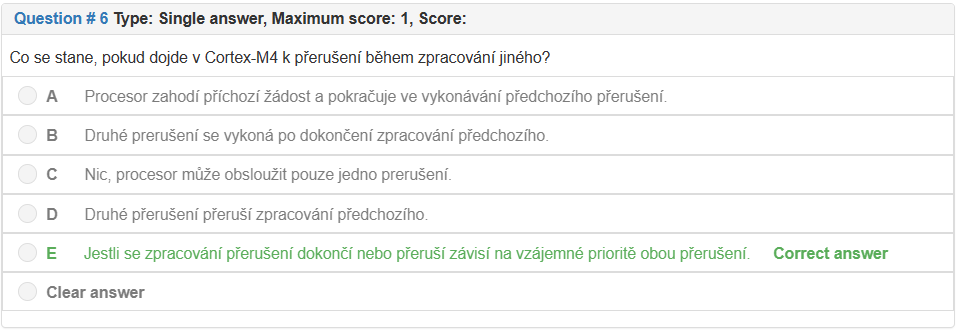 Question # 6 Type: Single answer, Maximum score: 1, Score:
Co se stane, pokud dojde v Cortex-M4 k přerušení během zpracování jiného?
A Procesor zahodí příchozí žádost a pokračuje ve vykonávání předchozího přerušení.
B Druhé prerušení se vykoná po dokončení zpracování předchozího.
C Nic, procesor může obsloužit pouze jedno prerušení.
D Druhé přerušení přeruší zpracování předchozího.
E Jestli se zpracování přerušení dokončí nebo přeruší závisí na vzájemné prioritě obou přerušení. Correct answer
Clear answer